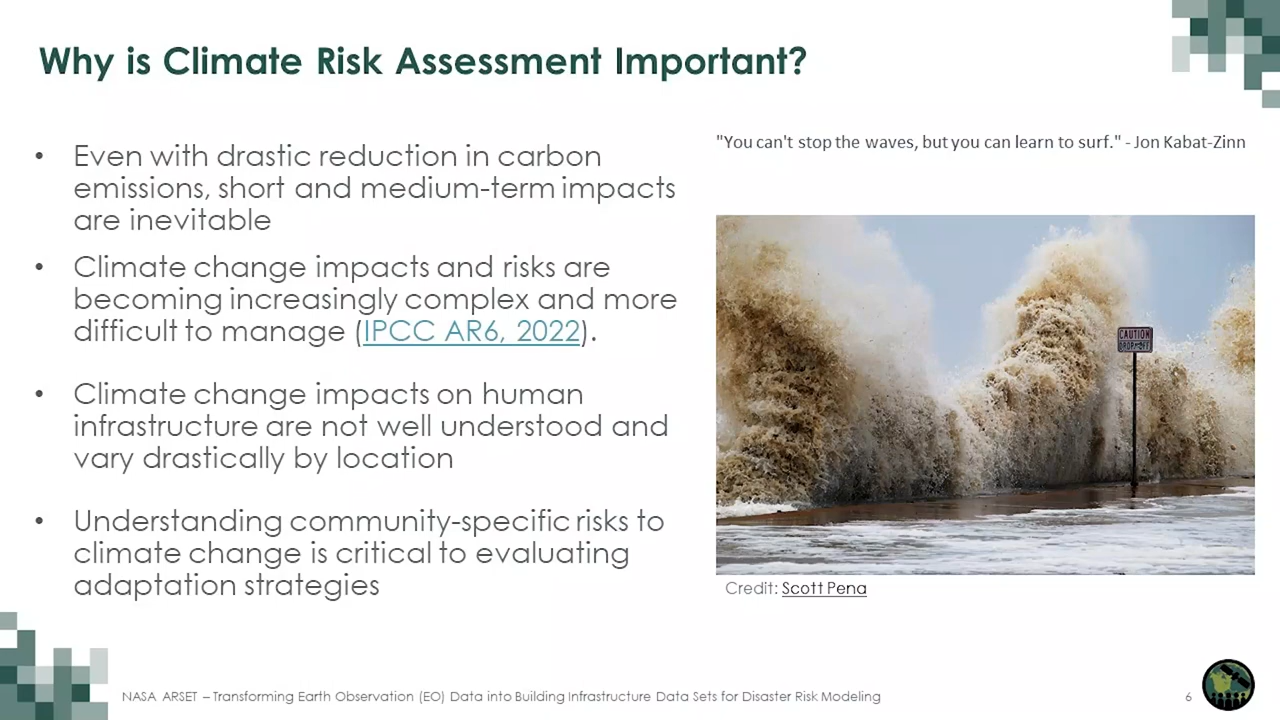 Why is Climate Risk Assessment Important?
• Even with drastic reduction in carbon
emissions, short and medium-term impacts
are inevitable
• Climate change impacts and risks are
becoming increasingly complex and more
difficult to manage (IPCC AR6, 2022).
• Climate change impacts on human
infrastructure are not well understood and
vary drastically by location
• Understanding community-specific risks to
climate change is critical to evaluating
adaptation strategies
"You can't stop the waves, but you can learn to surf." - Jon Kabat-Zinn
CAUTION
DROP-OFF
Credit: Scott Pena
NASA ARSET – Transforming Earth Observation (EO) Data into Building Infrastructure Data Sets for Disaster Risk Modeling
6